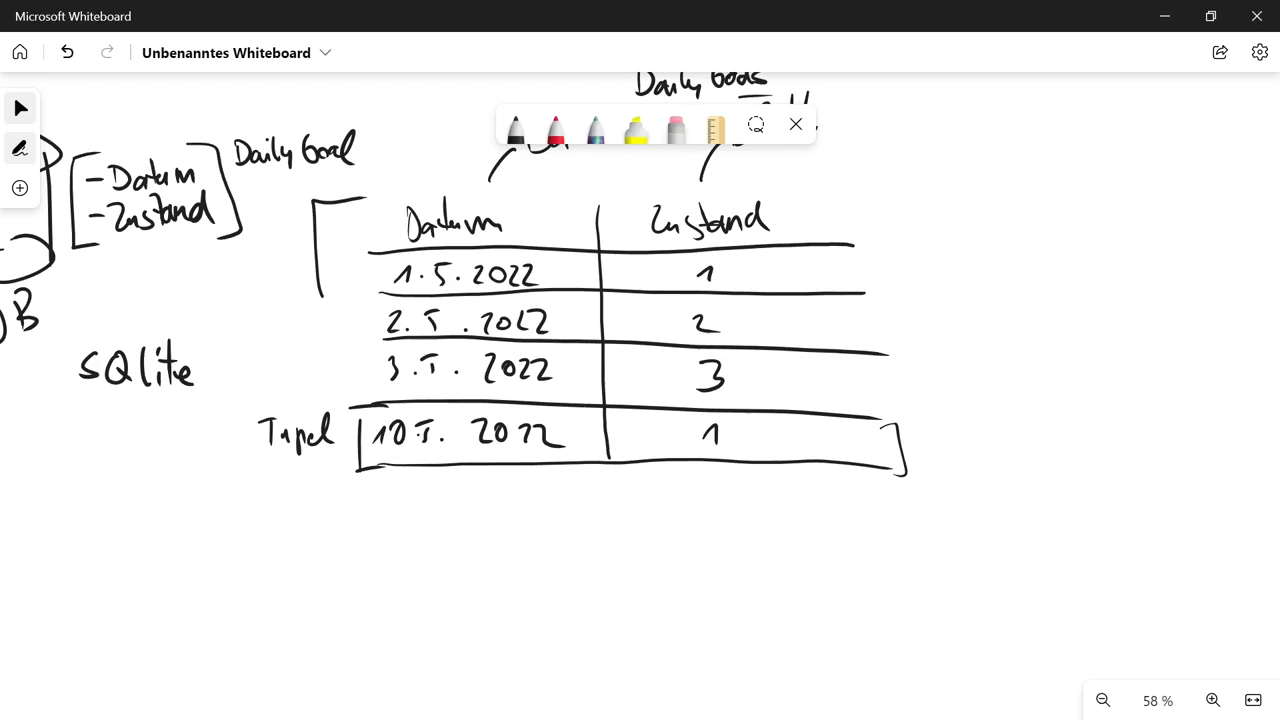 Microsoft Whiteboard
Unbenanntes Whiteboard
Daily Goals
Daily Goal
- Datum
- Zustand
Datum Zustand
1.5.2022 1
2.5.2022 2
3.5.2022 3
Tupel 10.5.2022 1
SQlite
B
58 %